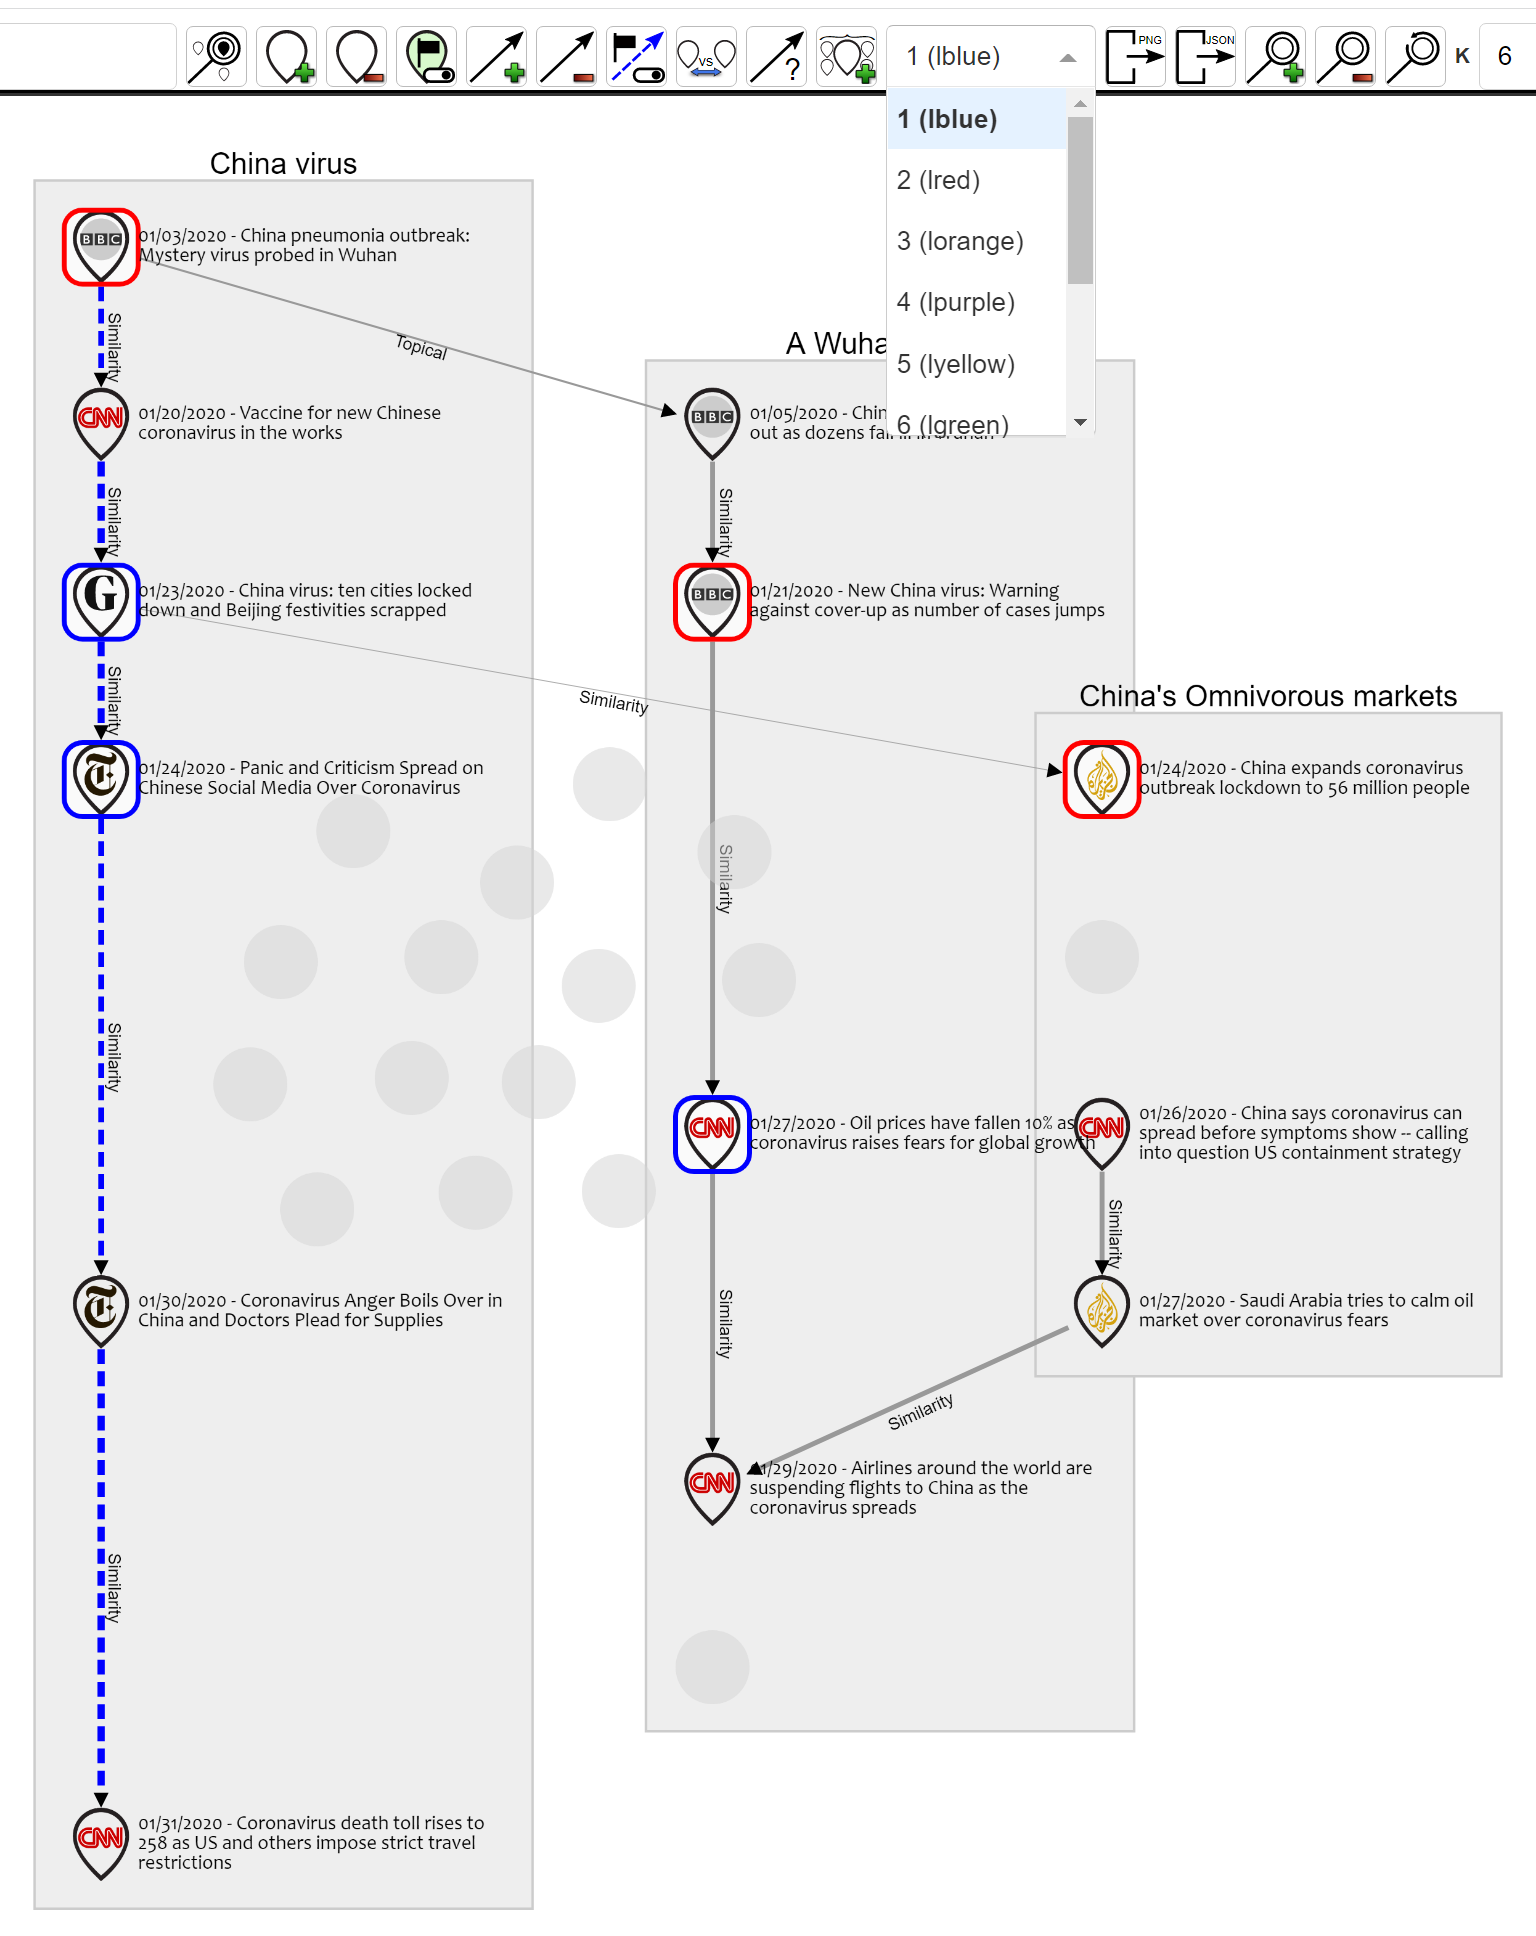 VS
?
1 (lblue)
PNG
JSON
K
6
1 (lblue)
2 (lred)
3 (lorange)
4 (lpurple)
5 (lyellow)
6 (lgreen)
China virus
BBC
01/03/2020 - China pneumonia outbreak:
Mystery virus probed in Wuhan
Similarity
Topical
CNN
01/20/2020 - Vaccine for new Chinese
coronavirus in the works
Similarity
G
01/23/2020 - China virus: ten cities locked
down and Beijing festivities scrapped
Similarity
Similarity
T
01/24/2020 - Panic and Criticism Spread on
Chinese Social Media Over Coronavirus
Similarity
T
01/30/2020 - Coronavirus Anger Boils Over in
China and Doctors Plead for Supplies
Similarity
CNN
01/31/2020 - Coronavirus death toll rises to
258 as US and others impose strict travel
restrictions
A
BBC
01/05/2020 -
out as dozens
Similarity
BBC
01/21/2020 - New China virus: Warning
against cover-up as number of cases jumps
Similarity
CNN
01/27/2020 - Oil prices have fallen 10% as
coronavirus raises fears for global growth
Similarity
CNN
01/29/2020 - Airlines around the world are
suspending flights to China as the
coronavirus spreads
China's Omnivorous markets
01/24/2020 - China expands coronavirus
outbreak lockdown to 56 million people
CNN
01/26/2020 - China says coronavirus can
spread before symptoms show -- calling
into question US containment strategy
Similarity
01/27/2020 - Saudi Arabia tries to calm oil
market over coronavirus fears
Similarity